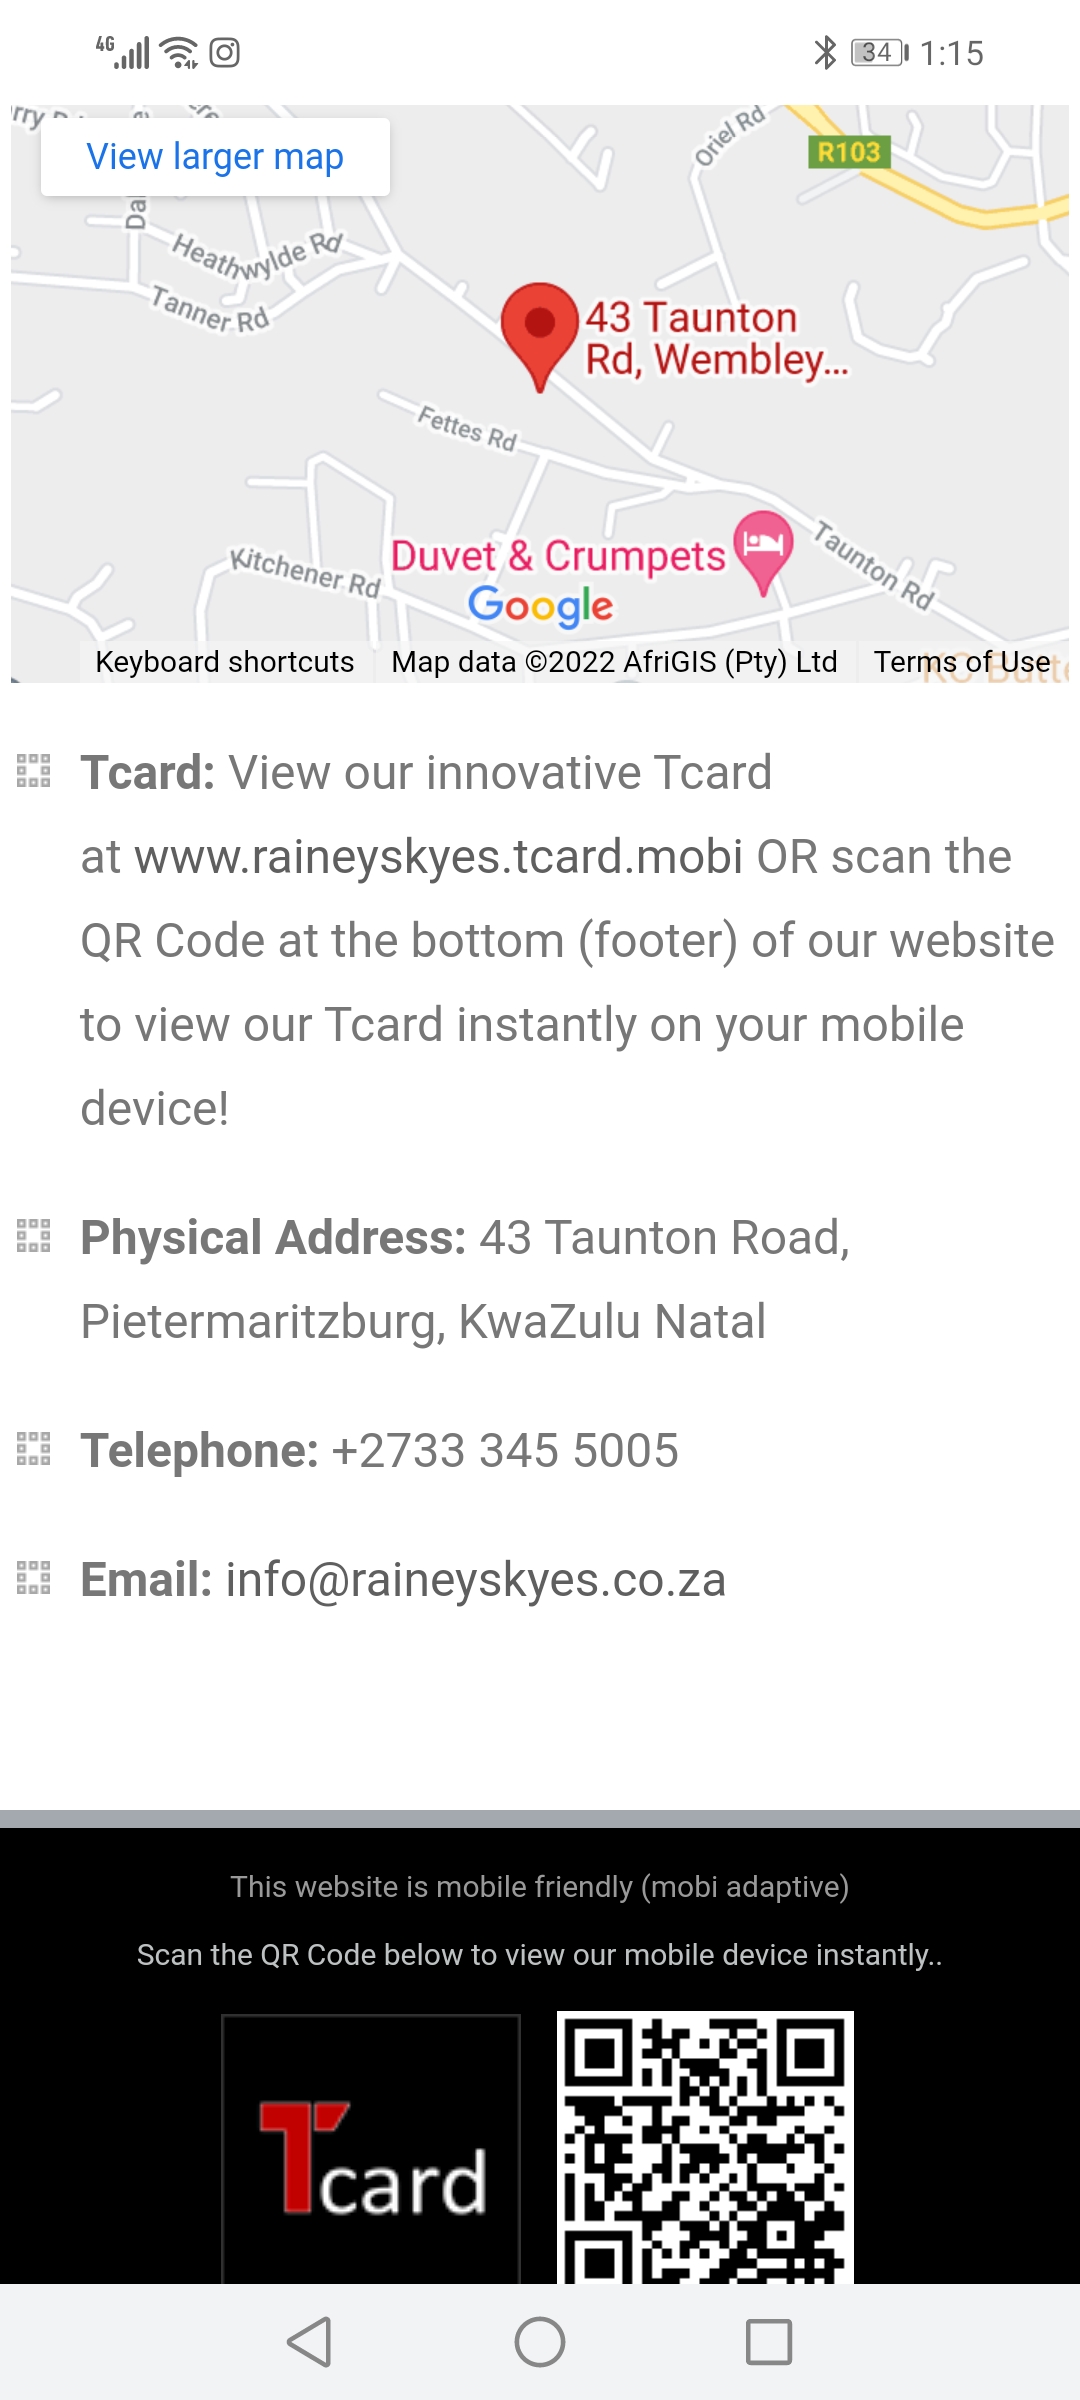 4G
34 1:15
View larger map
Oriel Rd
R103
Heathwylde Rd
Tanner Rd
43 Taunton
Rd, Wembley...
Fettes Rd
Kitchener Rd
Duvet & Crumpets
Taunton Rd
Google
Keyboard shortcuts Map data ©2022 AfriGIS (Pty) Ltd Terms of Use
Tcard: View our innovative Tcard
at www.raineyskyes.tcard.mobi OR scan the
QR Code at the bottom (footer) of our website
to view our Tcard instantly on your mobile
device!
Physical Address: 43 Taunton Road,
Pietermaritzburg, KwaZulu Natal
Telephone: +2733 345 5005
Email: info@raineyskyes.co.za
This website is mobile friendly (mobi adaptive)
Scan the QR Code below to view our mobile device instantly..
Tcard